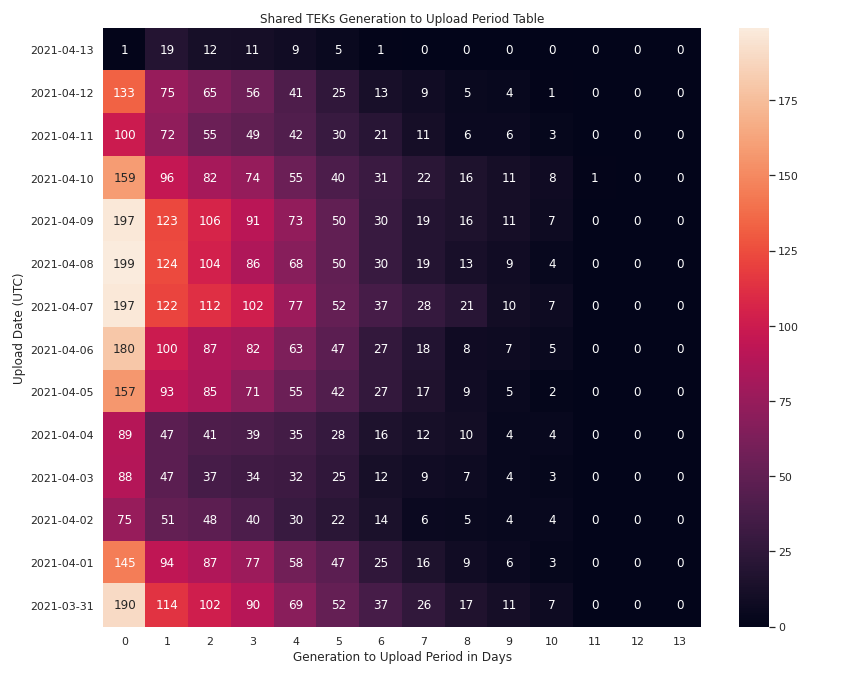 Shared TEKs Generation to Upload Period Table
Upload Date (UTC)
2021-04-13 1 19 12 11 9 5 1 0 0 0 0 0 0 0
2021-04-12 133 75 65 56 41 25 13 9 5 4 1 0 0 0
2021-04-11 100 72 55 49 42 30 21 11 6 6 3 0 0 0
2021-04-10 159 96 82 74 55 40 31 22 16 11 8 1 0 0
2021-04-09 197 123 106 91 73 50 30 19 16 11 7 0 0 0
2021-04-08 199 124 104 86 68 50 30 19 13 9 4 0 0 0
2021-04-07 197 122 112 102 77 52 37 28 21 10 7 0 0 0
2021-04-06 180 100 87 82 63 47 27 18 8 7 5 0 0 0
2021-04-05 157 93 85 71 55 42 27 17 9 5 2 0 0 0
2021-04-04 89 47 41 39 35 28 16 12 10 4 4 0 0 0
2021-04-03 88 47 37 34 32 25 12 9 7 4 3 0 0 0
2021-04-02 75 51 48 40 30 22 14 6 5 4 4 0 0 0
2021-04-01 145 94 87 77 58 47 25 16 9 6 3 0 0 0
2021-03-31 190 114 102 90 69 52 37 26 17 11 7 0 0 0
0 1 2 3 4 5 6 7 8 9 10 11 12 13
Generation to Upload Period in Days
175
150
125
100
75
50
25
0